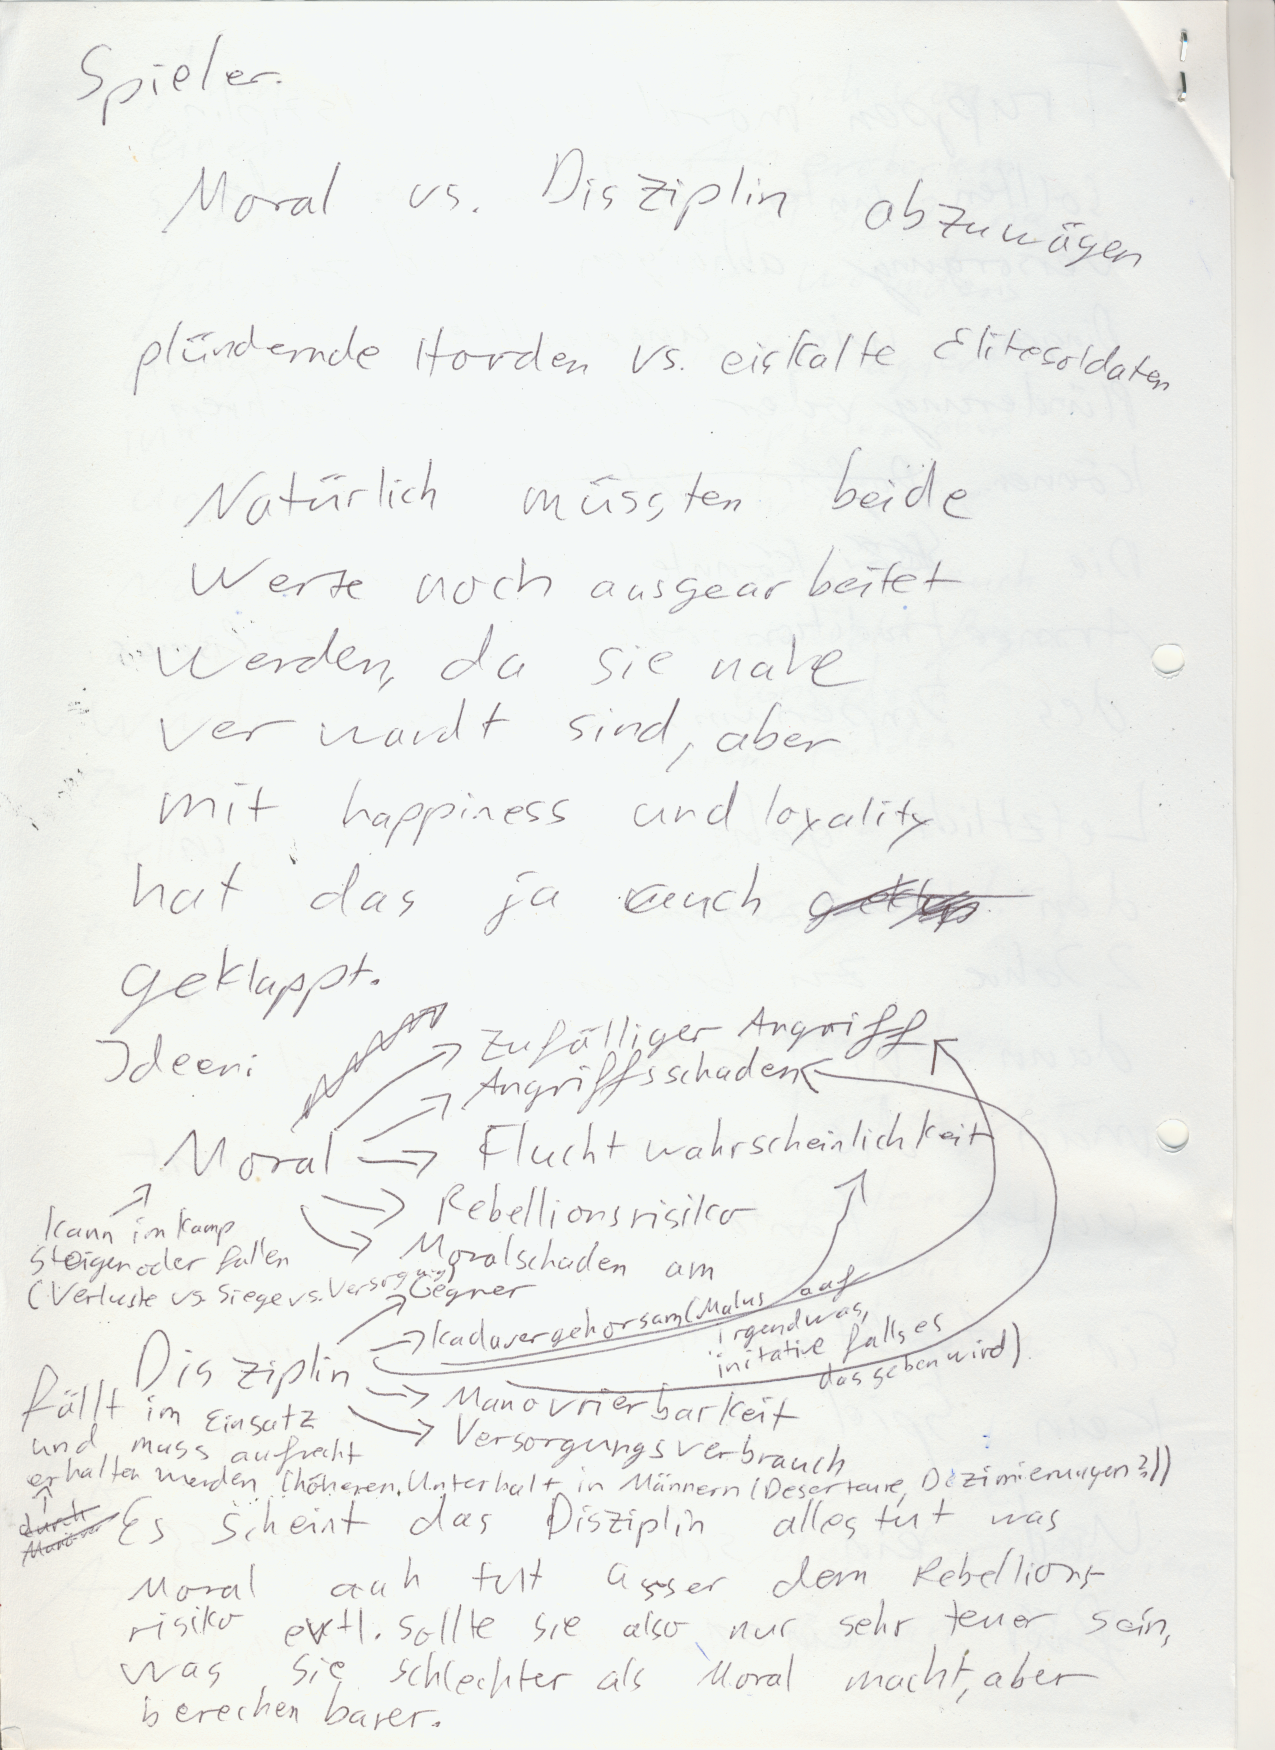 Spieler.
Moral vs. Disziplin abzuwägen
plündernde Horden vs. eiskalte Elitesoldaten
Natürlich müssten beide
Werte noch ausgearbeitet
werden, da sie nahe
verwandt sind, aber
mit happiness und loyality
hat das ja auch
geklappt.
Ideen:
Zufälliger Angriff
Angriffsschaden
Moral → Fluchtwahrscheinlichkeit
Rebellionsrisiko
Moralschaden am
Gegner
kann im Kamp
steigen oder fallen
(Verluste vs. Siege vs. Versorgung)
Kadavergehorsam (Malus auf
irgendwas,
initative falls es
das geben wird)
Disziplin
Manovrierbarkeit
Versorgungsverbrauch
fällt im Einsatz
und muss aufrecht
erhalten werden (höheren Unterhalt in Männern (Deserteure, Dezimierungen?))
durch
Manöver
Es scheint das Disziplin alles tut was
Moral auh tut ausser dem Rebellions
risiko evtl. sollte sie also nur sehr teuer sein,
was sie schlechter als Moral macht, aber
berechenbarer.